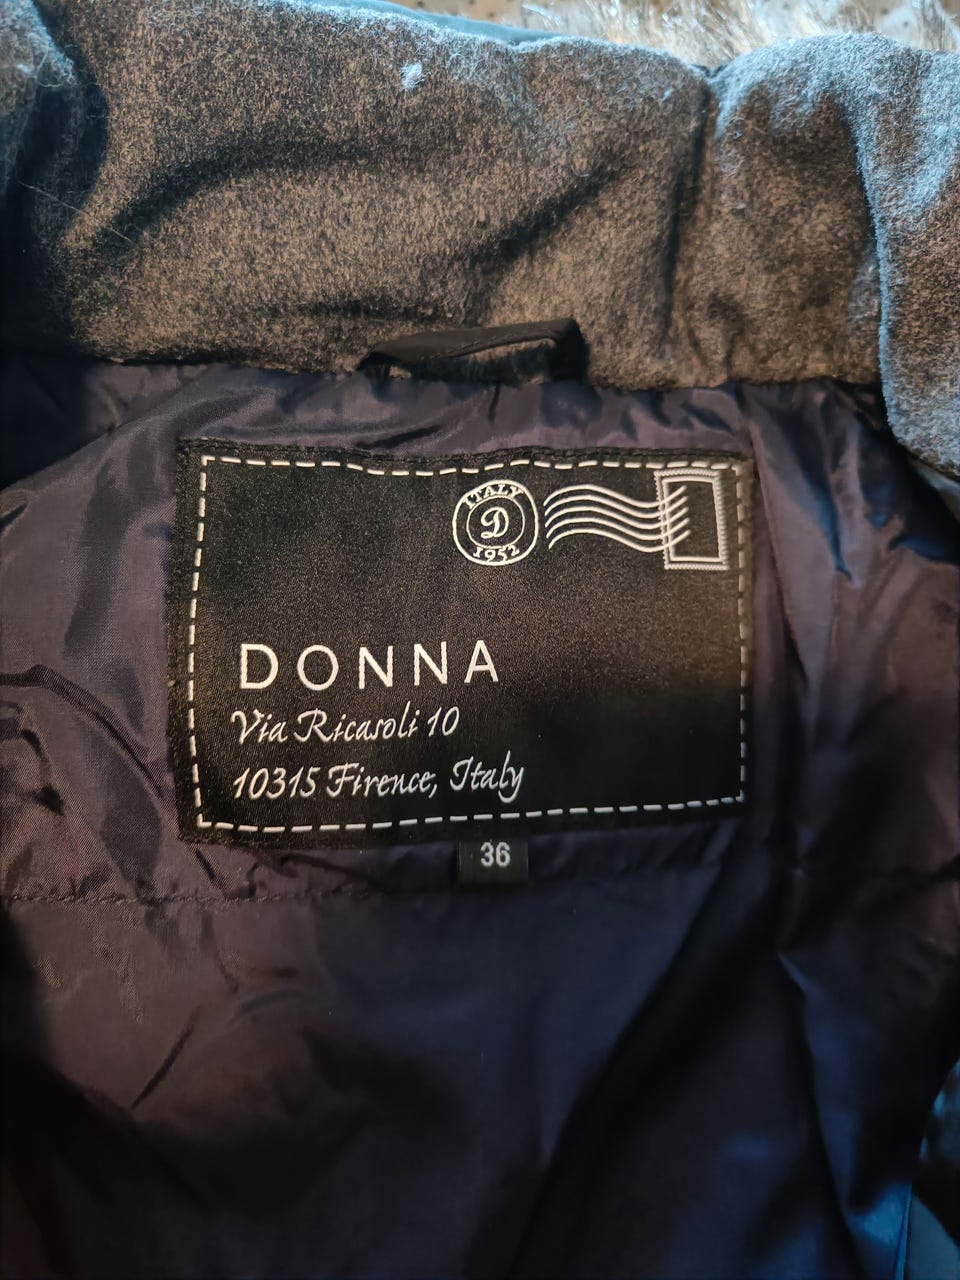 ITALY
D
1952
DONNA
Via Ricasoli 10
10315 Firence, Italy
36